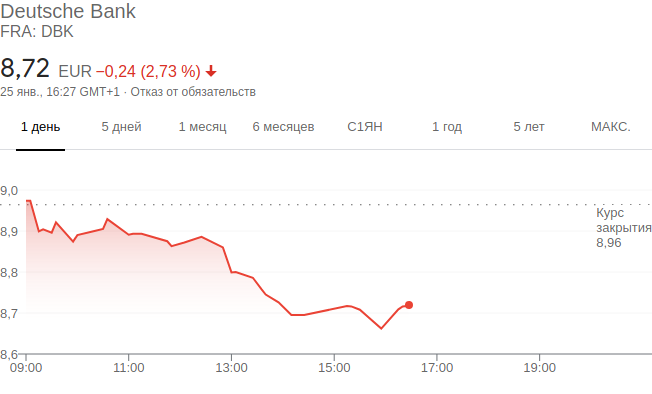 Deutsche Bank
FRA: DBK
8,72 EUR −0,24 (2,73 %)
25 янв., 16:27 GMT+1 · Отказ от обязательств
1 день 5 дней 1 месяц 6 месяцев С1ЯН 1 год 5 лет МАКС.
9,0
Курс
закрытия
8,96
8,9
8,8
8,7
8,6
09:00 11:00 13:00 15:00 17:00 19:00